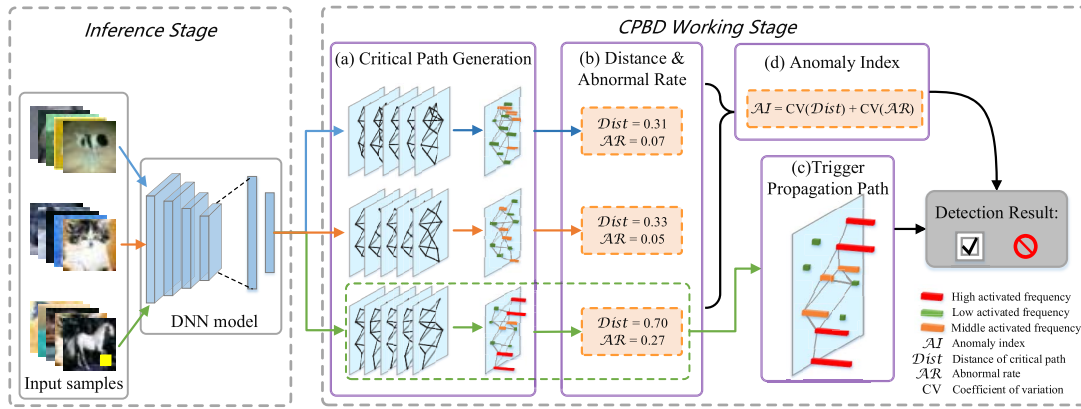 Inference Stage
Input samples
DNN model
CPBD Working Stage
(a) Critical Path Generation
(b) Distance &
Abnormal Rate
Dist = 0.31
AR = 0.07
Dist = 0.33
AR = 0.05
Dist = 0.70
AR = 0.27
(d) Anomaly Index
AI = CV(Dist) + CV(AR)
(c)Trigger
Propagation Path
Detection Result:
High activated frequency
Low activated frequency
Middle activated frequency
AI Anomaly index
Dist Distance of critical path
AR Abnormal rate
CV Coefficient of variation